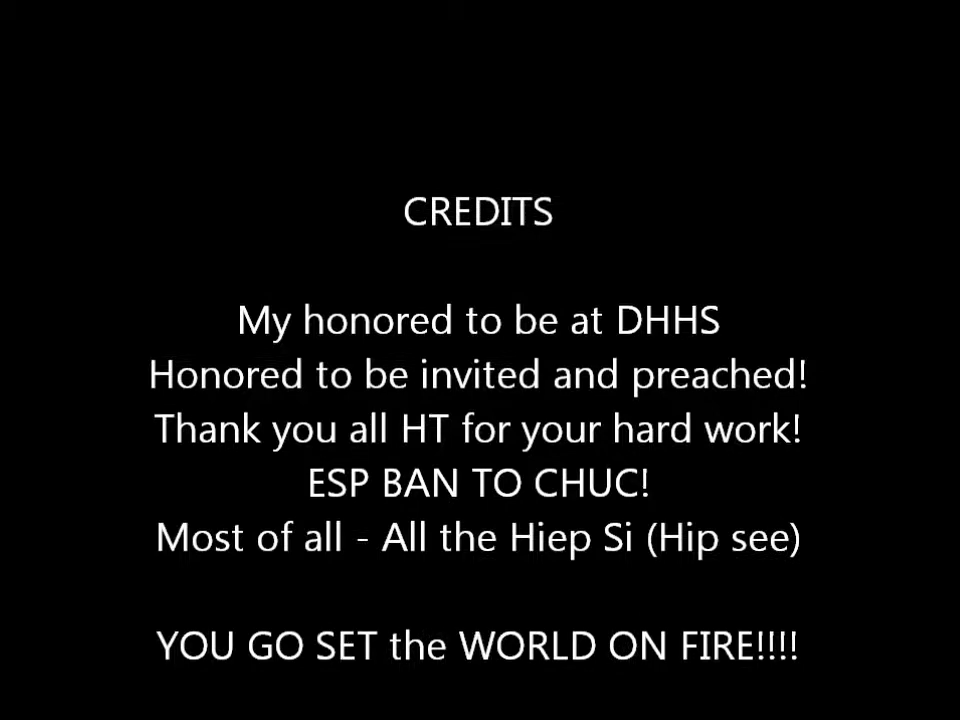 CREDITS
My honored to be at DHHS
Honored to be invited and preached!
Thank you all HT for your hard work!
ESP BAN TO CHUC!
Most of all - All the Hiep Si (Hip see)
YOU GO SET the WORLD ON FIRE!!!!